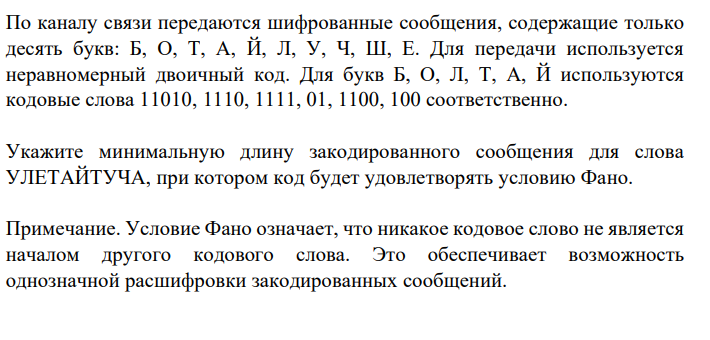 По каналу связи передаются шифрованные сообщения, содержащие только
десять букв: Б, О, Т, А, Й, Л, У, Ч, Ш, Е. Для передачи используется
неравномерный двоичный код. Для букв Б, О, Л, Т, А, Й используются
кодовые слова 11010, 1110, 1111, 01, 1100, 100 соответственно.
Укажите минимальную длину закодированного сообщения для слова
УЛЕТАЙТУЧА, при котором код будет удовлетворять условию Фано.
Примечание. Условие Фано означает, что никакое кодовое слово не является
началом другого кодового слова. Это обеспечивает возможность
однозначной расшифровки закодированных сообщений.